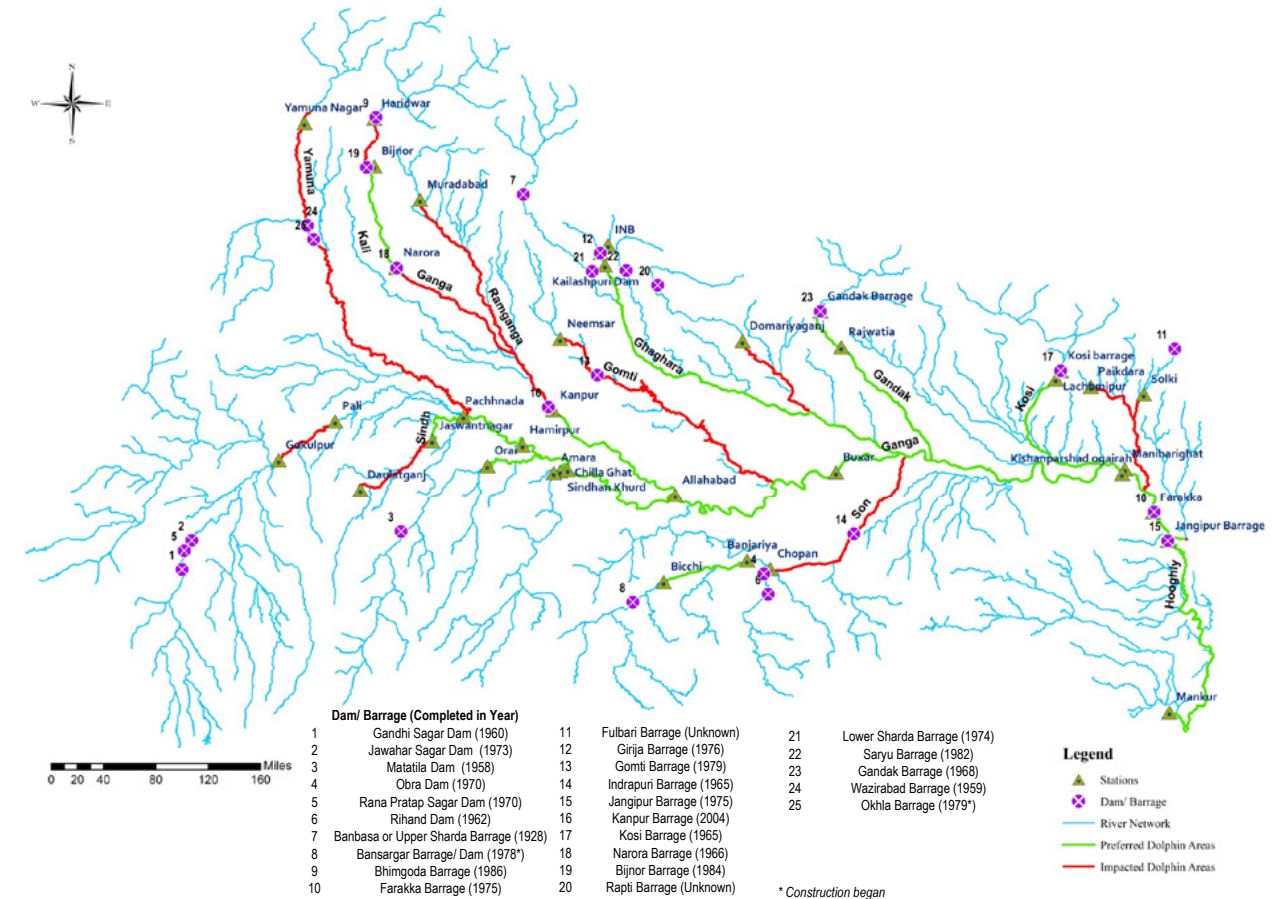 N
W E
S
9 Haridwar
Yamuna Nagar
19 Bijnor
Yamuna
Muradabad
7
24
25
Kali
INB
12
22
21
20
18 Narora
Ganga
Kailashpuri Dam
Ramganga
23 Gandak Barrage
Neemsar
Domariyaganj
Rajwatia
11
Ghaghara
17 Kosi barrage
Paikdara
Lachhmipur
Solki
13
Gomti
Gandak
Kosi
16 Kanpur
Pali
Pachhnada
Jaswantnagar
Sindh
Hamirpur
Ganga
Gokulpur
Orai
Amara
Chilla Ghat
Sindhan Khurd
Buxar
Kishanparshad ogairah
Manibarighat
Daulatganj
Allahabad
10 Farakka
Son
14
15 Jangipur Barrage
2
5
1
3
Banjariya
4 Chopan
Bicchi
6
8
Hooghly
Mankur
Dam/ Barrage (Completed in Year)
1 Gandhi Sagar Dam (1960)
2 Jawahar Sagar Dam (1973)
3 Matatila Dam (1958)
4 Obra Dam (1970)
5 Rana Pratap Sagar Dam (1970)
6 Rihand Dam (1962)
7 Banbasa or Upper Sharda Barrage (1928)
8 Bansargar Barrage/ Dam (1978*)
9 Bhimgoda Barrage (1986)
10 Farakka Barrage (1975)
11 Fulbari Barrage (Unknown)
12 Girija Barrage (1976)
13 Gomti Barrage (1979)
14 Indrapuri Barrage (1965)
15 Jangipur Barrage (1975)
16 Kanpur Barrage (2004)
17 Kosi Barrage (1965)
18 Narora Barrage (1966)
19 Bijnor Barrage (1984)
20 Rapti Barrage (Unknown)
21 Lower Sharda Barrage (1974)
22 Saryu Barrage (1982)
23 Gandak Barrage (1968)
24 Wazirabad Barrage (1959)
25 Okhla Barrage (1979*)
* Construction began
Miles
0 20 40 80 120 160
Legend
Stations
Dam/ Barrage
River Network
Preferred Dolphin Areas
Impacted Dolphin Areas